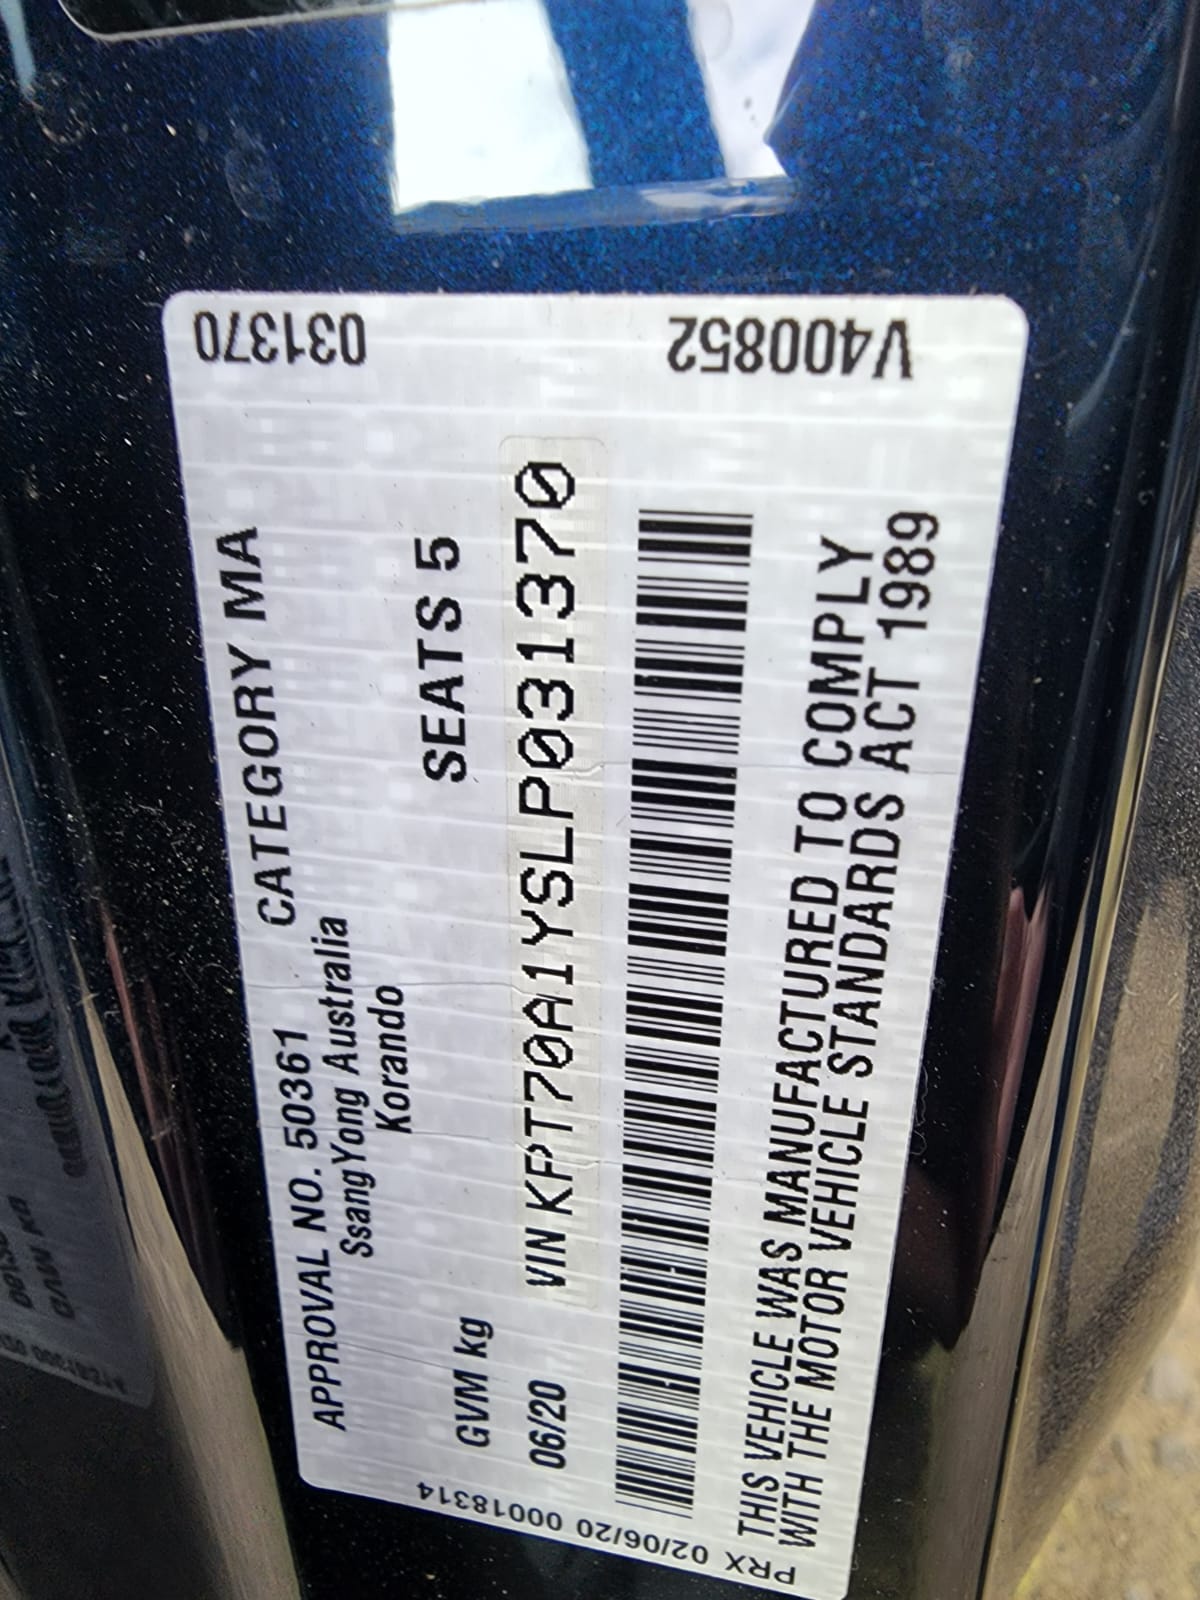 APPROVAL NO. 50361 CATEGORY MA
SsangYong Australia
Korando
SEATS 5
GVM kg
06/20 VIN KPT70A1YSLP031370
THIS VEHICLE WAS MANUFACTURED TO COMPLY
WITH THE MOTOR VEHICLE STANDARDS ACT 1989
031370
V400852
PRX 02/06/20 000018314